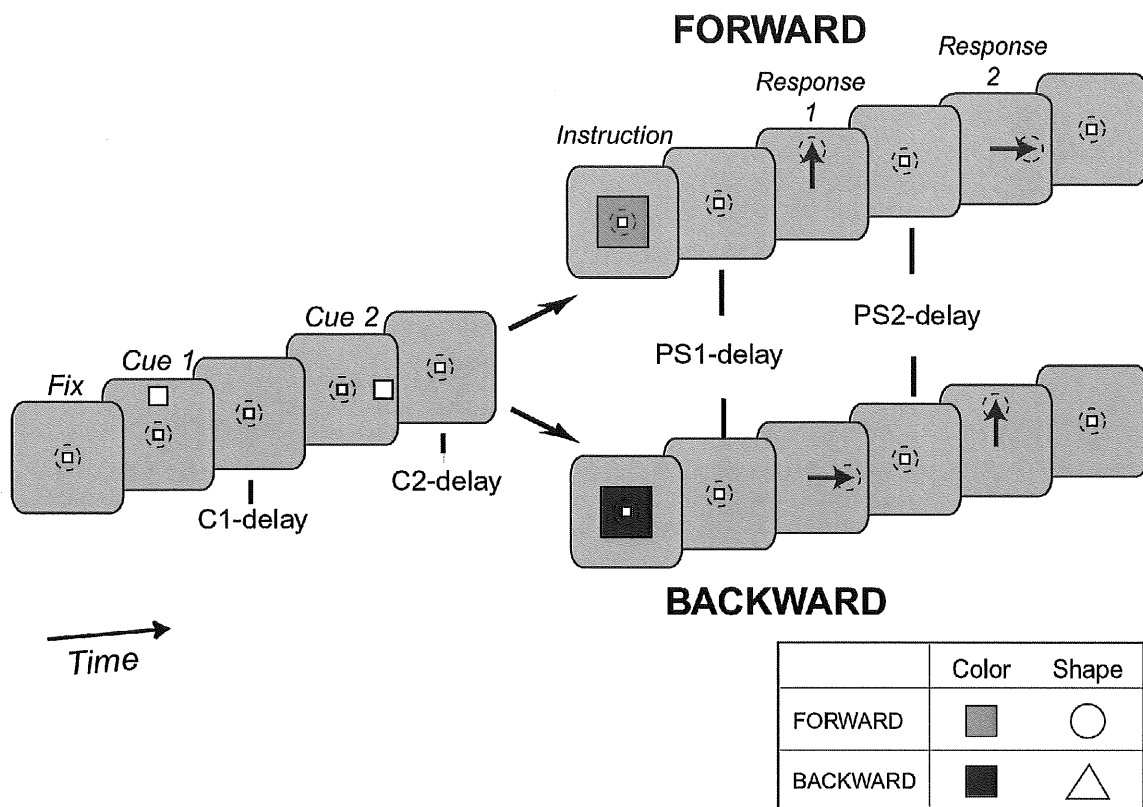 FORWARD
Response
2
Response
1
Instruction
Cue 2
Cue 1
Fix
PS2-delay
PS1-delay
C2-delay
C1-delay
BACKWARD
Time
Color Shape
FORWARD
BACKWARD